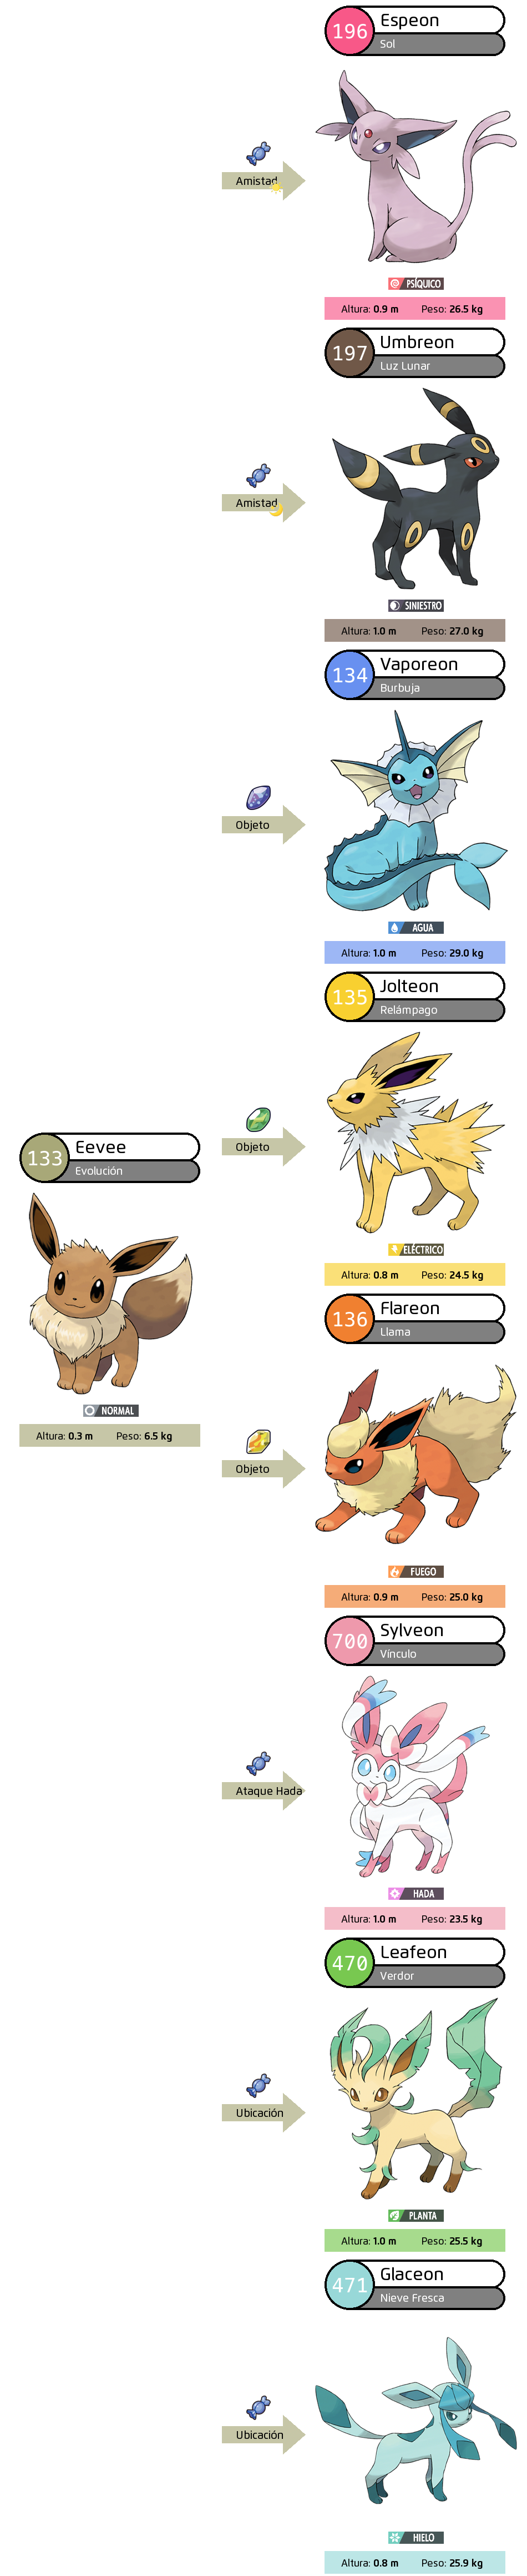 196
Espeon
Sol
Amistad
PSÍQUICO
Altura: 0.9 m Peso: 26.5 kg
197
Umbreon
Luz Lunar
Amistad
SINIESTRO
Altura: 1.0 m Peso: 27.0 kg
134
Vaporeon
Burbuja
Objeto
AGUA
Altura: 1.0 m Peso: 29.0 kg
135
Jolteon
Relámpago
Objeto
ELÉCTRICO
Altura: 0.8 m Peso: 24.5 kg
133
Eevee
Evolución
NORMAL
Altura: 0.3 m Peso: 6.5 kg
136
Flareon
Llama
Objeto
FUEGO
Altura: 0.9 m Peso: 25.0 kg
700
Sylveon
Vínculo
Ataque Hada
HADA
Altura: 1.0 m Peso: 23.5 kg
470
Leafeon
Verdor
Ubicación
PLANTA
Altura: 1.0 m Peso: 25.5 kg
471
Glaceon
Nieve Fresca
Ubicación
HIELO
Altura: 0.8 m Peso: 25.9 kg